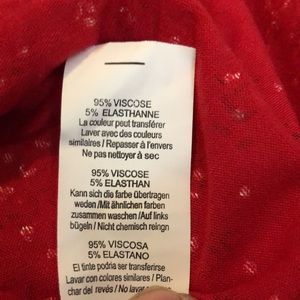 95% VISCOSE
5% ELASTHANNE
La couleur peut transférer
Laver avec des couleurs
similaires / Repasser à l'envers
Ne pas nettoyer à sec
95% VISCOSE
5% ELASTHAN
Kann sich die farbe übertragen
weden /Mit ähnlichen farben
zusammen waschen /Auf links
bügeln / Nicht chemisch reingn
95% VISCOSA
5% ELASTANO
El tinte podria ser transferirse
Lavar con colores similares / Plan-
char del revés / No lavar